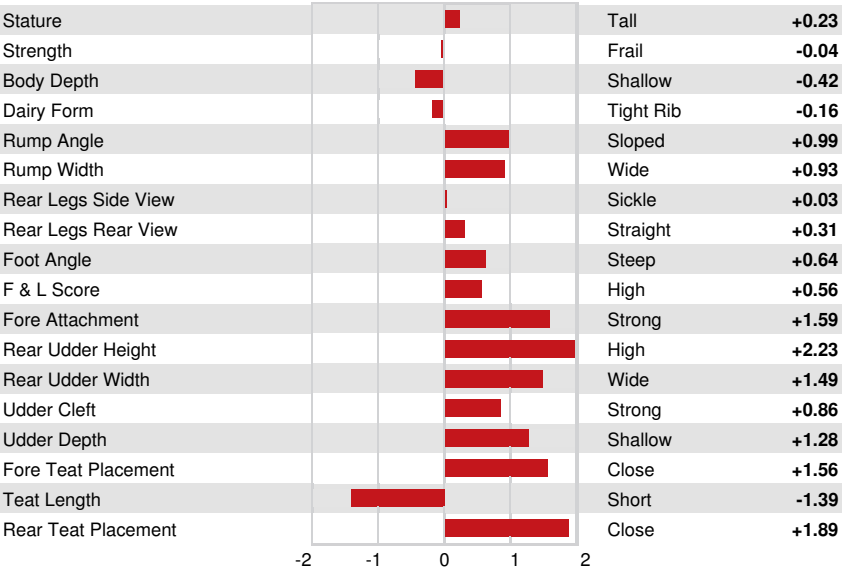 Stature Tall +0.23
Strength Frail -0.04
Body Depth Shallow -0.42
Dairy Form Tight Rib -0.16
Rump Angle Sloped +0.99
Rump Width Wide +0.93
Rear Legs Side View Sickle +0.03
Rear Legs Rear View Straight +0.31
Foot Angle Steep +0.64
F & L Score High +0.56
Fore Attachment Strong +1.59
Rear Udder Height High +2.23
Rear Udder Width Wide +1.49
Udder Cleft Strong +0.86
Udder Depth Shallow +1.28
Fore Teat Placement Close +1.56
Teat Length Short -1.39
Rear Teat Placement Close +1.89
-2 -1 0 1 2